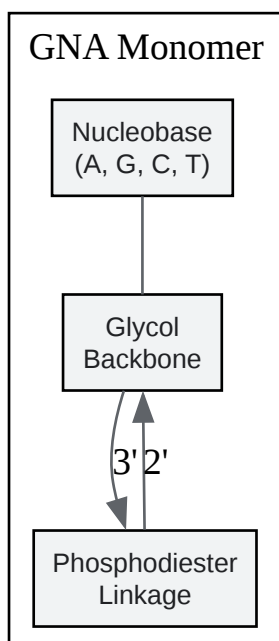 GNA Monomer
Nucleobase
(A, G, C, T)
Glycol
Backbone
3' 2'
Phosphodiester
Linkage